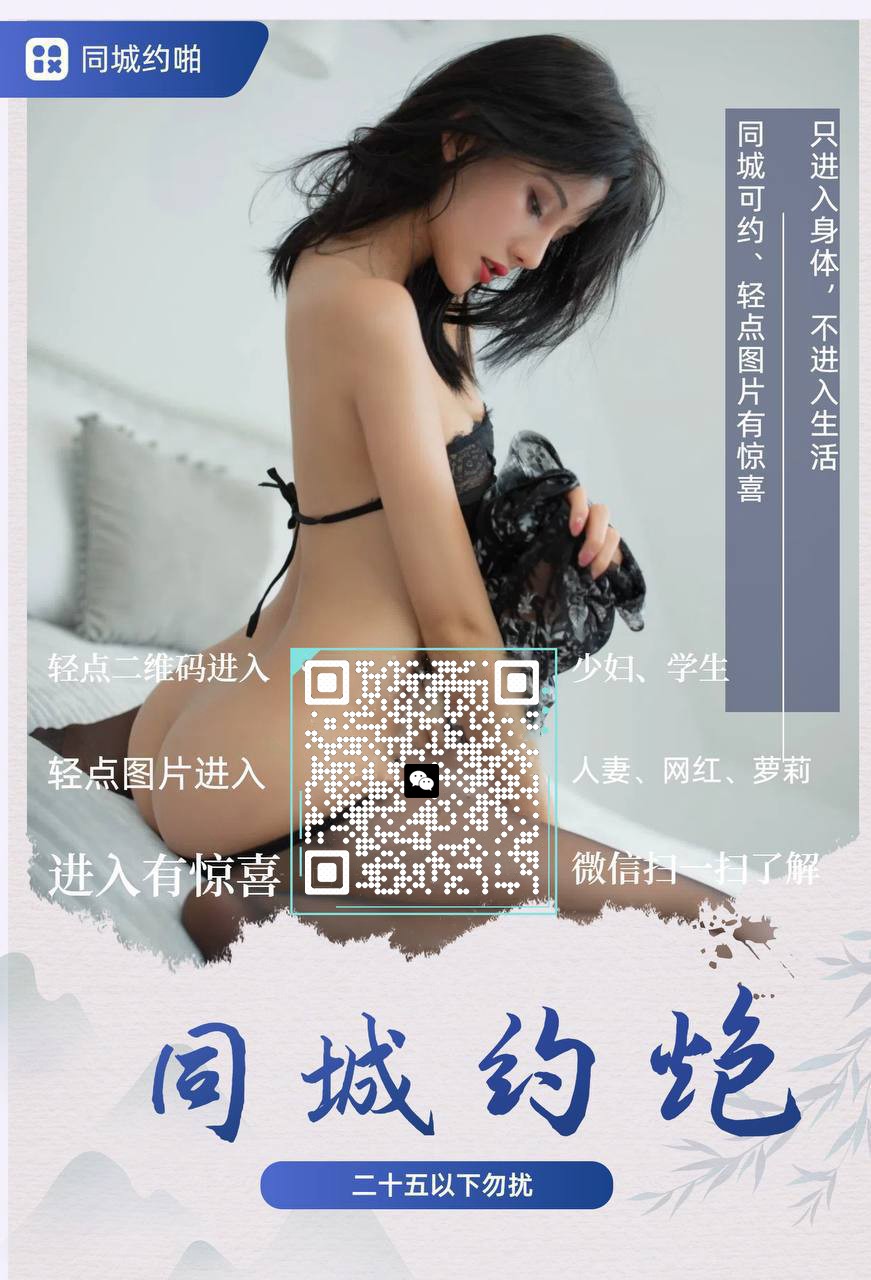 同城约啪
只进入身体，不进入生活
同城可约、轻点图片有惊喜
轻点二维码进入
少妇、学生
轻点图片进入
人妻、网红、萝莉
进入有惊喜
微信扫一扫了解
同城约炮
二十五以下勿扰